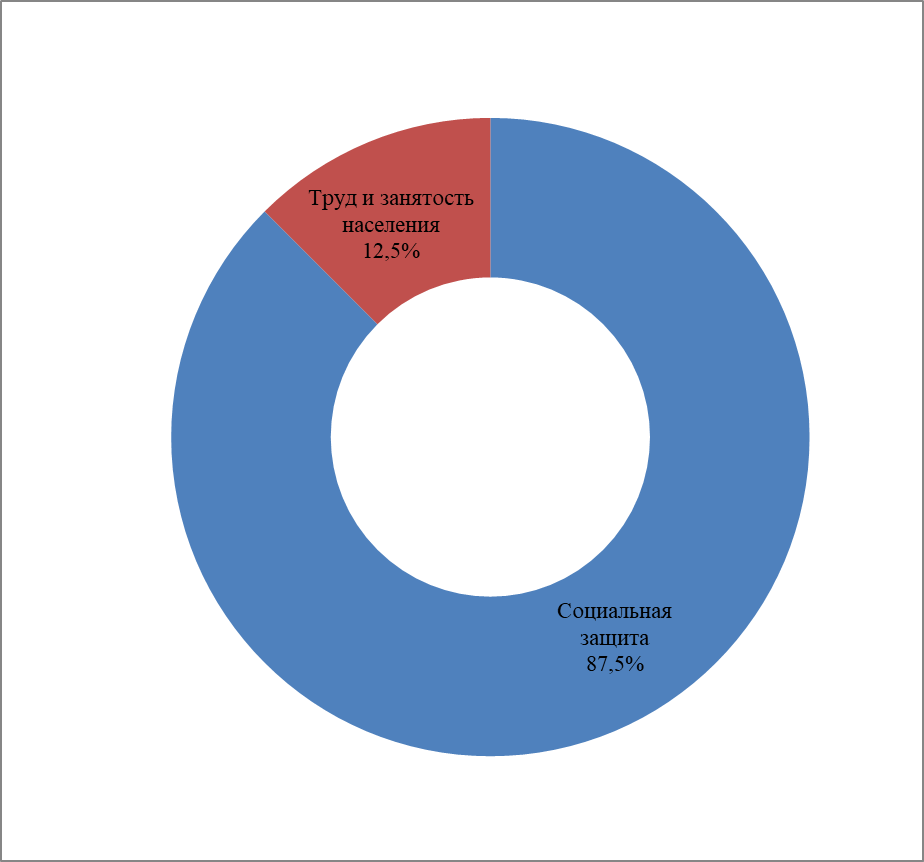 Труд и занятость
населения
12,5%
Социальная
защита
87,5%